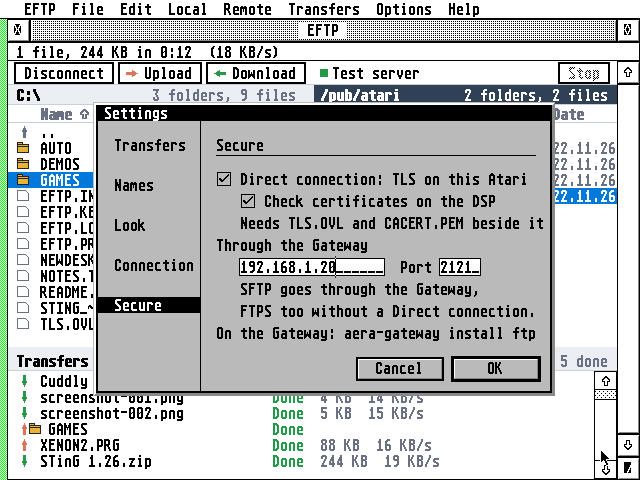 EFTP File Edit Local Remote Transfers Options Help
EFTP
1 file, 244 KB in 0:12 (18 KB/s)
Disconnect Upload Download Test server Stop
C:\ 3 folders, 9 files /pub/atari 2 folders, 2 files
Name Date
..
AUTO 22.11.26
DEMOS 22.11.26
GAMES 22.11.26
EFTP.IN 22.11.26
EFTP.KE
EFTP.LO
EFTP.PR
NEWDESK
NOTES.T
README.
STING_~
TLS.OVL
Settings
Transfers
Names
Look
Connection
Secure
Secure
Direct connection: TLS on this Atari
Check certificates on the DSP
Needs TLS.OVL and CACERT.PEM beside it
Through the Gateway
192.168.1.20______ Port 2121_
SFTP goes through the Gateway,
FTPS too without a Direct connection.
On the Gateway: aera-gateway install ftp
Cancel OK
Transfers 5 done
Cuddly
screenshot-001.png Done 4 KB 14 KB/s
screenshot-002.png Done 5 KB 15 KB/s
GAMES Done
XENON2.PRG Done 88 KB 16 KB/s
STinG 1.26.zip Done 244 KB 19 KB/s